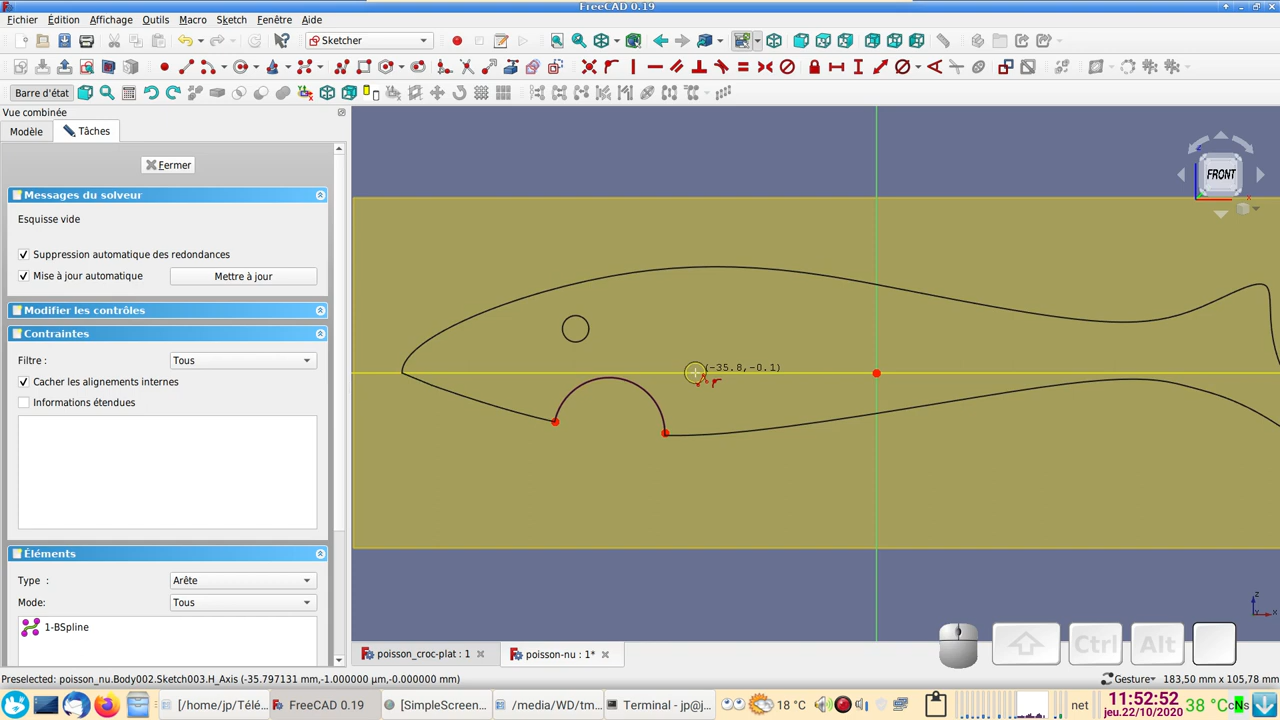 FreeCAD 0.19
Fichier Édition Affichage Outils Macro Sketch Fenêtre Aide
Sketcher
Barre d'état
Vue combinée
Modèle Tâches
Fermer
Messages du solveur
Esquisse vide
Suppression automatique des redondances
Mise à jour automatique Mettre à jour
Modifier les contrôles
Contraintes
Filtre : Tous
Cacher les alignements internes
Informations étendues
Éléments
Type : Arête
Mode: Tous
1-BSpline
FRONT
(-35.8,-0.1)
poisson_croc-plat : 1 poisson-nu : 1*
Ctrl Alt
Preselected: poisson_nu.Body002.Sketch003.H_Axis (-35.797131 mm,-1.000000 µm,-0.000000 mm)
Gesture 183,50 mm x 105,78 mm
[/home/jp/Télé... FreeCAD 0.19 [SimpleScreen... /media/WD/tm... Terminal - jp@j...
18 °C net 11:52:52 38 °C
jeu.22/10/2020